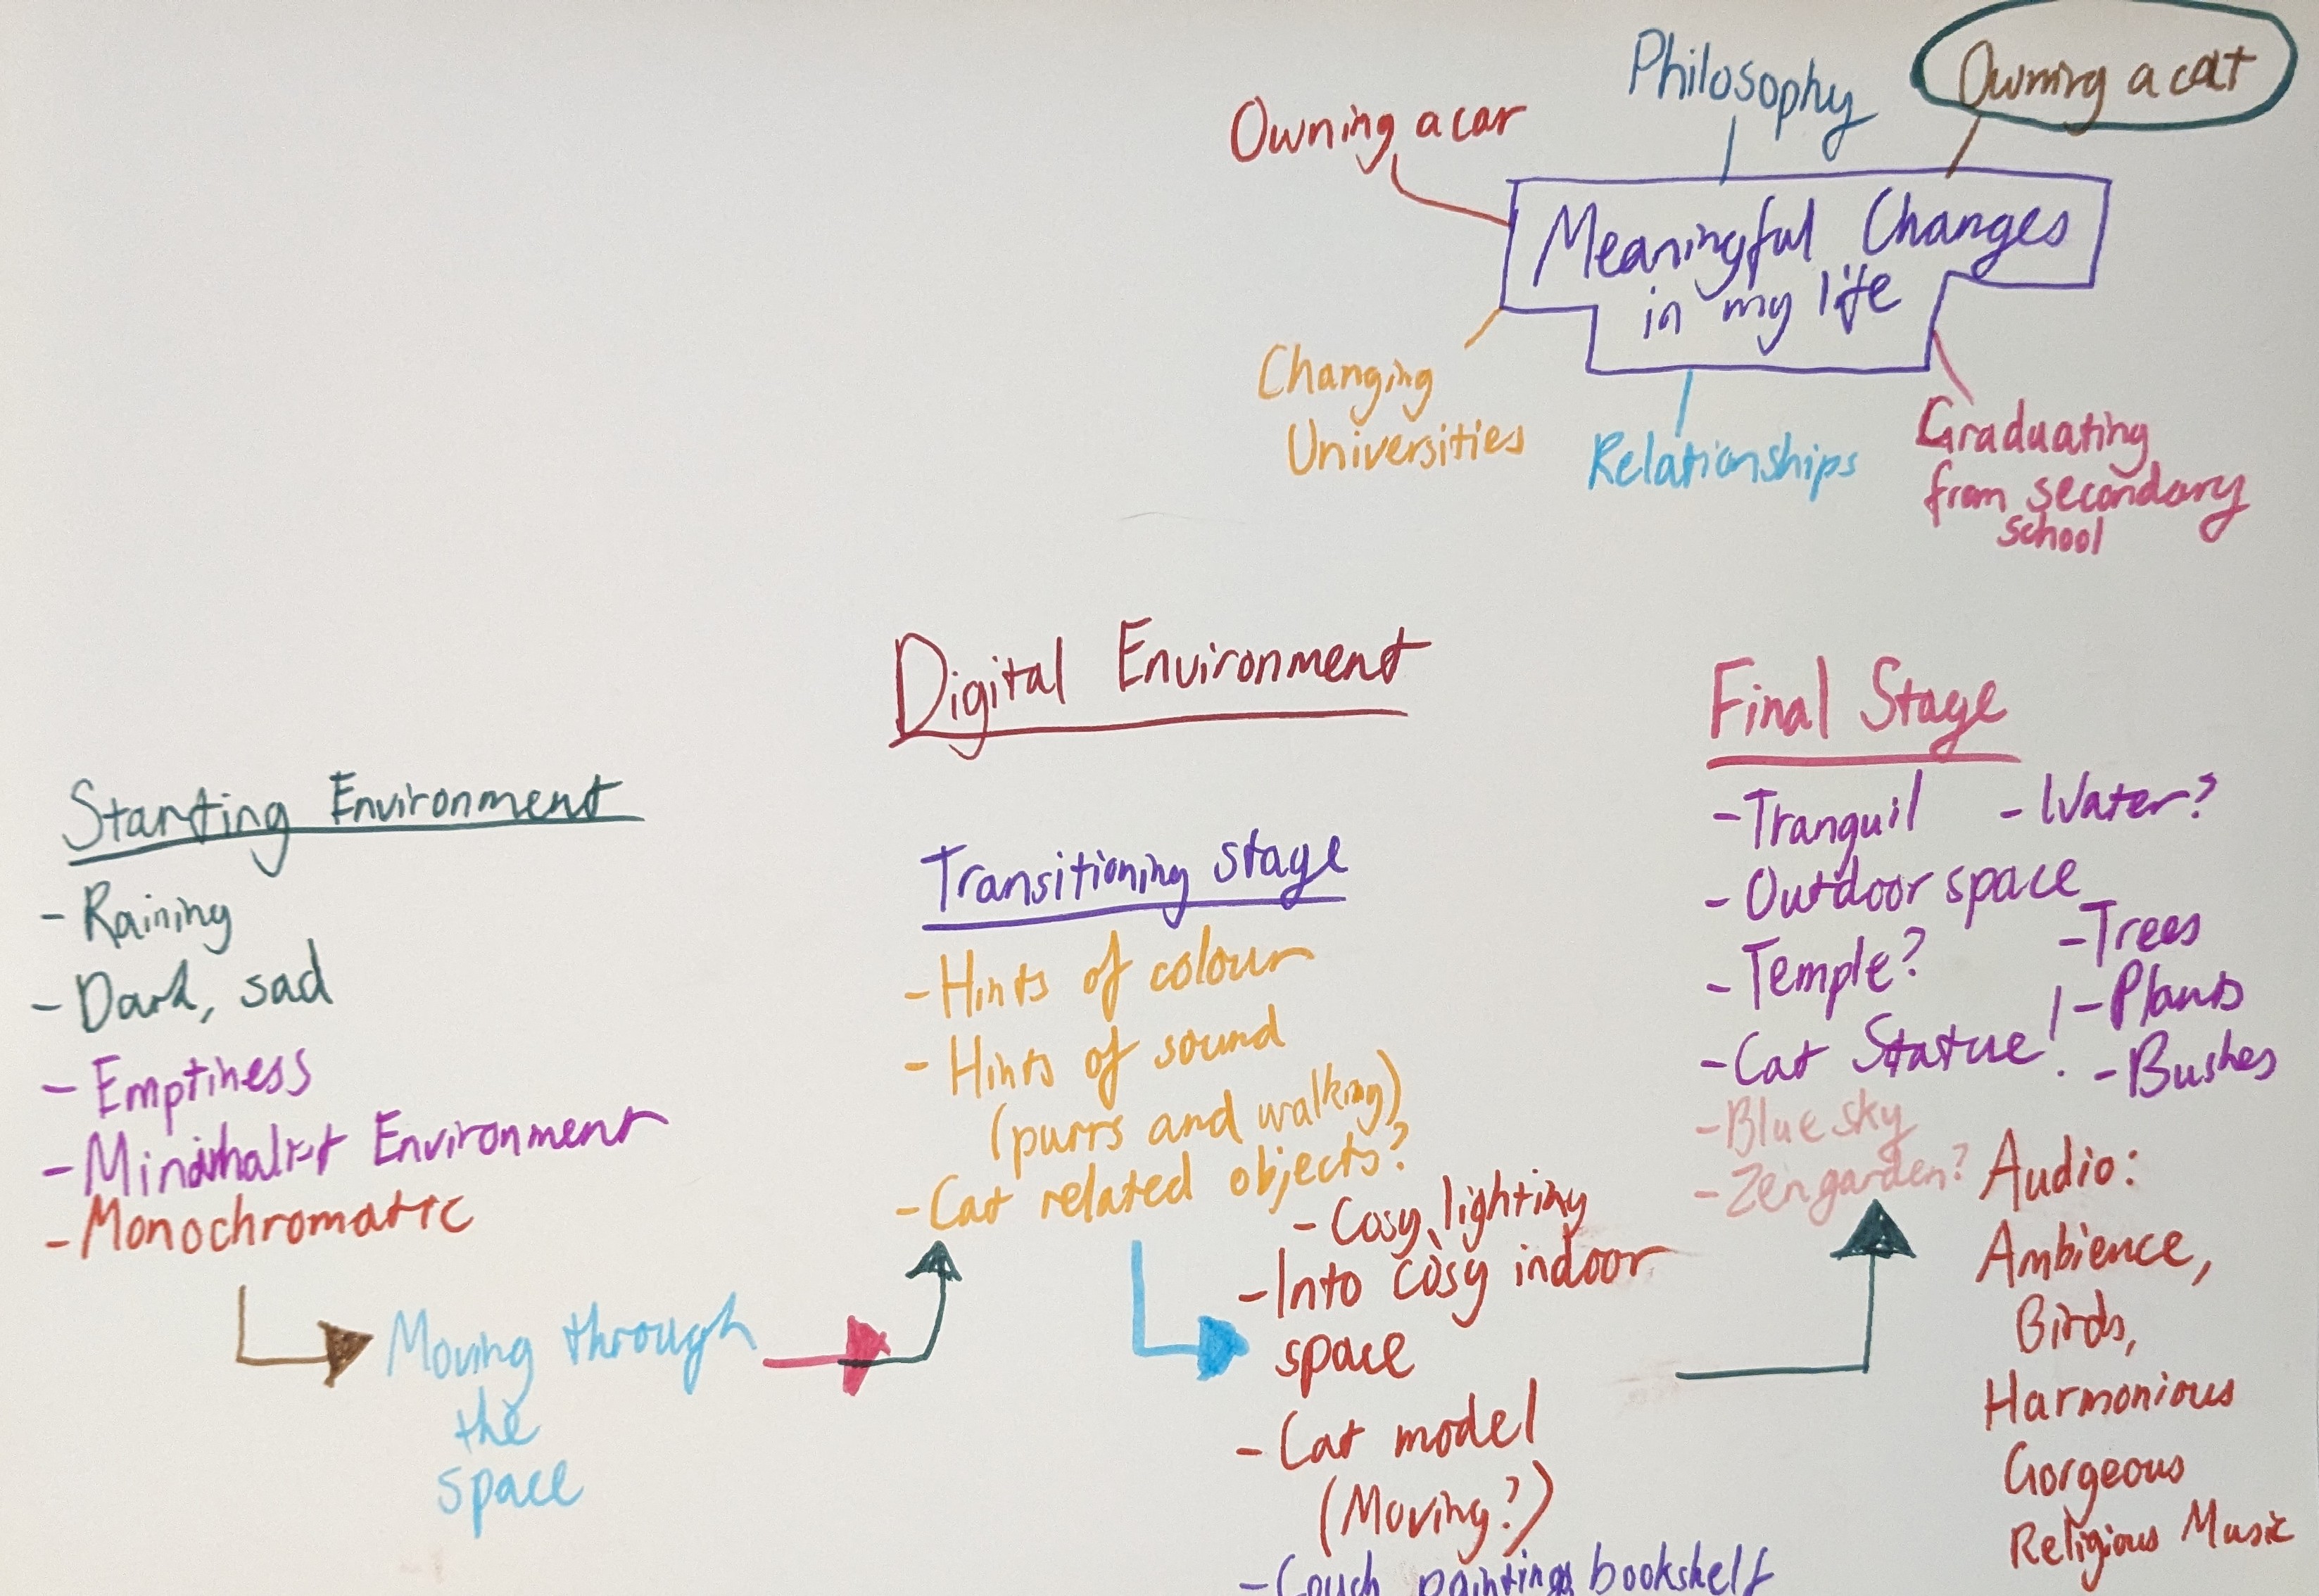 Philosophy
Owning a cat
Owning a car
Meaningful Changes
in my life
Changing
Universities
Relationships
Graduating
from secondary
school
Digital Environment
Starting Environment
- Raining
- Dark, sad
- Emptiness
- Minimalist Environment
- Monochromatic
Moving through
the
space
Transitioning stage
- Hints of colour
- Hints of sound
(purrs and walking)
- Cat related objects?
- Cosy lighting
- Into cosy indoor
space
- Cat model
(Moving?)
- Couch paintings bookshelf
Final Stage
- Tranquil
- Outdoor space
- Temple?
- Cat Statue!
- Blue sky
- Zen garden?
- Water?
- Trees
- Plants
- Bushes
Audio:
Ambience,
Birds,
Harmonious
Gorgeous
Religious Music